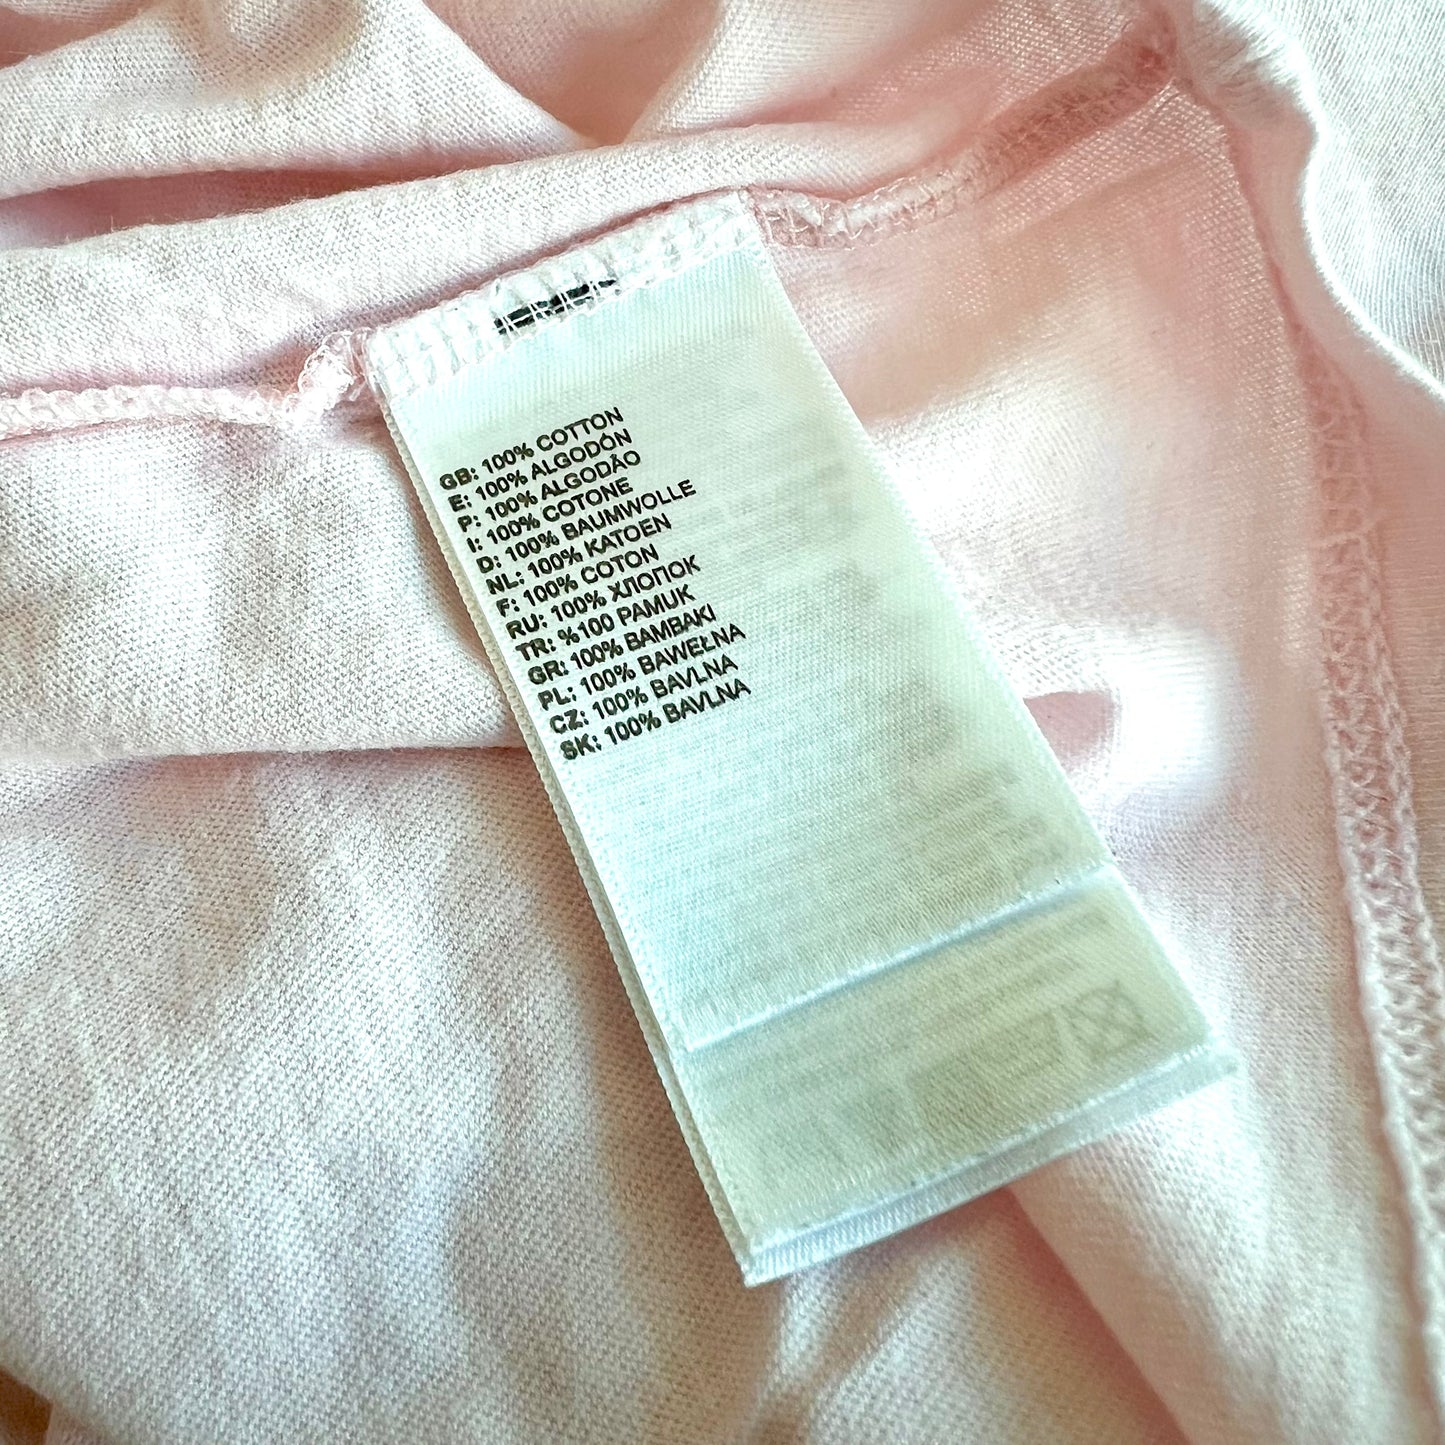 GB: 100% COTTON
E: 100% ALGODÓN
P: 100% ALGODÃO
I: 100% COTONE
D: 100% BAUMWOLLE
NL: 100% KATOEN
F: 100% COTON
RU: 100% ХЛОПОК
TR: %100 PAMUK
GR: 100% BAMBAKI
PL: 100% BAWEŁNA
CZ: 100% BAVLNA
SK: 100% BAVLNA